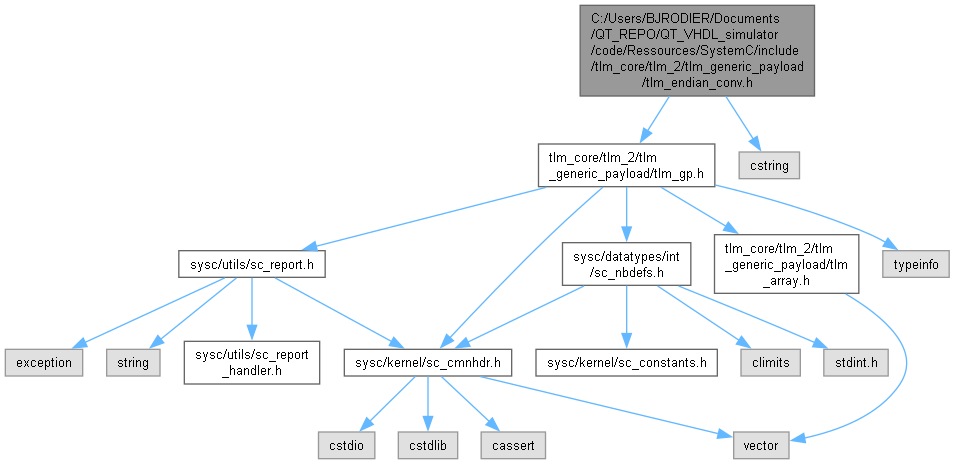 C:/Users/BJRODIER/Documents
/QT_REPO/QT_VHDL_simulator
/code/Ressources/SystemC/include
/tlm_core/tlm_2/tlm_generic_payload
/tlm_endian_conv.h
tlm_core/tlm_2/tlm
_generic_payload/tlm_gp.h
cstring
sysc/utils/sc_report.h
sysc/datatypes/int
/sc_nbdefs.h
tlm_core/tlm_2/tlm
_generic_payload/tlm
_array.h
typeinfo
exception
string
sysc/utils/sc_report
_handler.h
sysc/kernel/sc_cmnhdr.h
sysc/kernel/sc_constants.h
climits
stdint.h
cstdio
cstdlib
cassert
vector